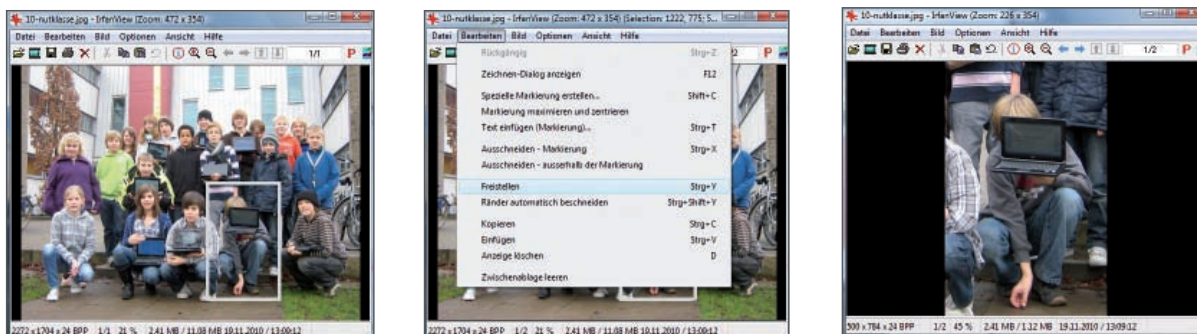 10-nutklasse.jpg - IrfanView (Zoom: 472 x 354)
Datei Bearbeiten Bild Optionen Ansicht Hilfe
1/1
2272 x 1704 x 24 BPP 1/1 21 % 2.41 MB / 11.08 MB 19.11.2010 / 13:09:12
10-nutklasse.jpg - IrfanView (Zoom: 472 x 354) (Selection: 1222, 775; 5...
Datei Bearbeiten Bild Optionen Ansicht Hilfe
Rückgängig Strg+Z
Zeichnen-Dialog anzeigen F12
Spezielle Markierung erstellen... Shift+C
Markierung maximieren und zentrieren
Text einfügen (Markierung)... Strg+T
Ausschneiden - Markierung Strg+X
Ausschneiden - ausserhalb der Markierung
Freistellen Strg+Y
Ränder automatisch beschneiden Strg+Shift+Y
Kopieren Strg+C
Einfügen Strg+V
Anzeige löschen D
Zwischenablage leeren
2272 x 1704 x 24 BPP 1/2 21 % 2.41 MB / 11.08 MB 19.11.2010 / 13:09:12
10-nutklasse.jpg - IrfanView (Zoom: 226 x 354)
Datei Bearbeiten Bild Optionen Ansicht Hilfe
1/2
500 x 784 x 24 BPP 1/2 45 % 2.41 MB / 1.12 MB 19.11.2010 / 13:09:12